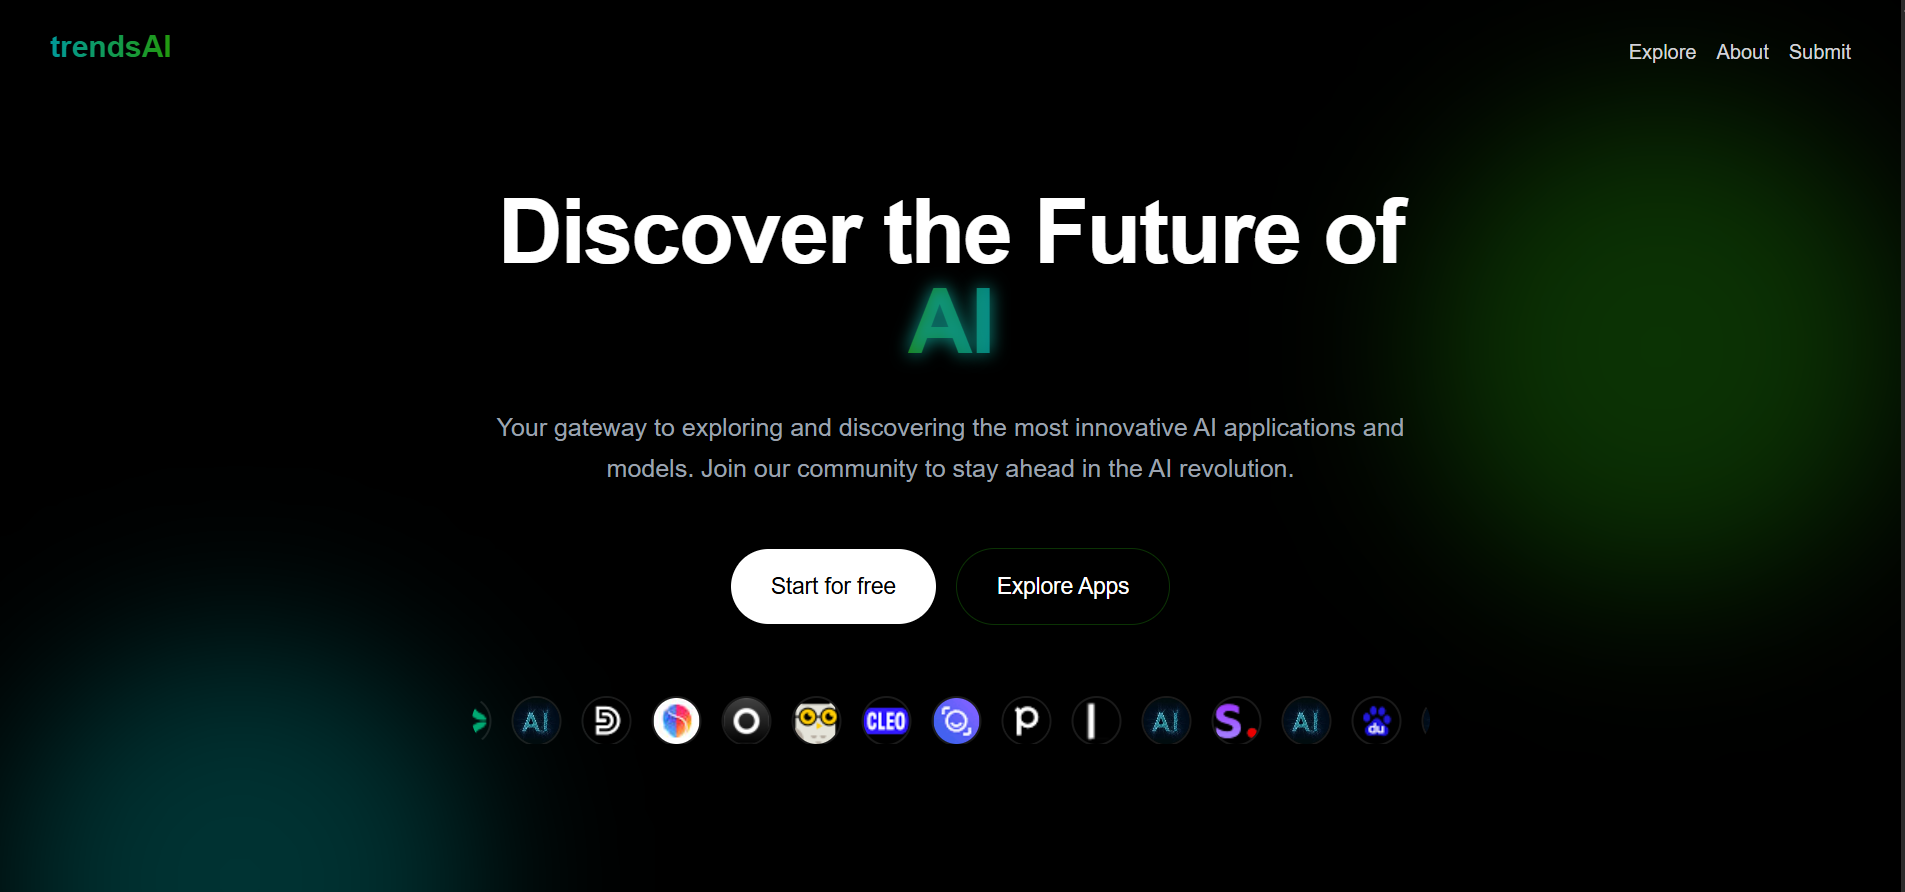 trendsAI
Explore About Submit
Discover the Future of
AI
Your gateway to exploring and discovering the most innovative AI applications and
models. Join our community to stay ahead in the AI revolution.
Start for free
Explore Apps
AI
CLEO
p
AI
S.
AI
du